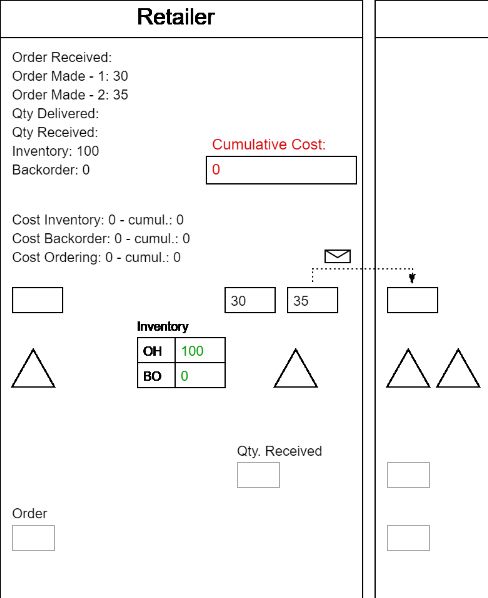 Retailer
Order Received:
Order Made - 1: 30
Order Made - 2: 35
Qty Delivered:
Qty Received:
Inventory: 100
Backorder: 0
Cumulative Cost:
0
Cost Inventory: 0 - cumul.: 0
Cost Backorder: 0 - cumul.: 0
Cost Ordering: 0 - cumul.: 0
30 35
Inventory
OH 100
BO 0
Qty. Received
Order